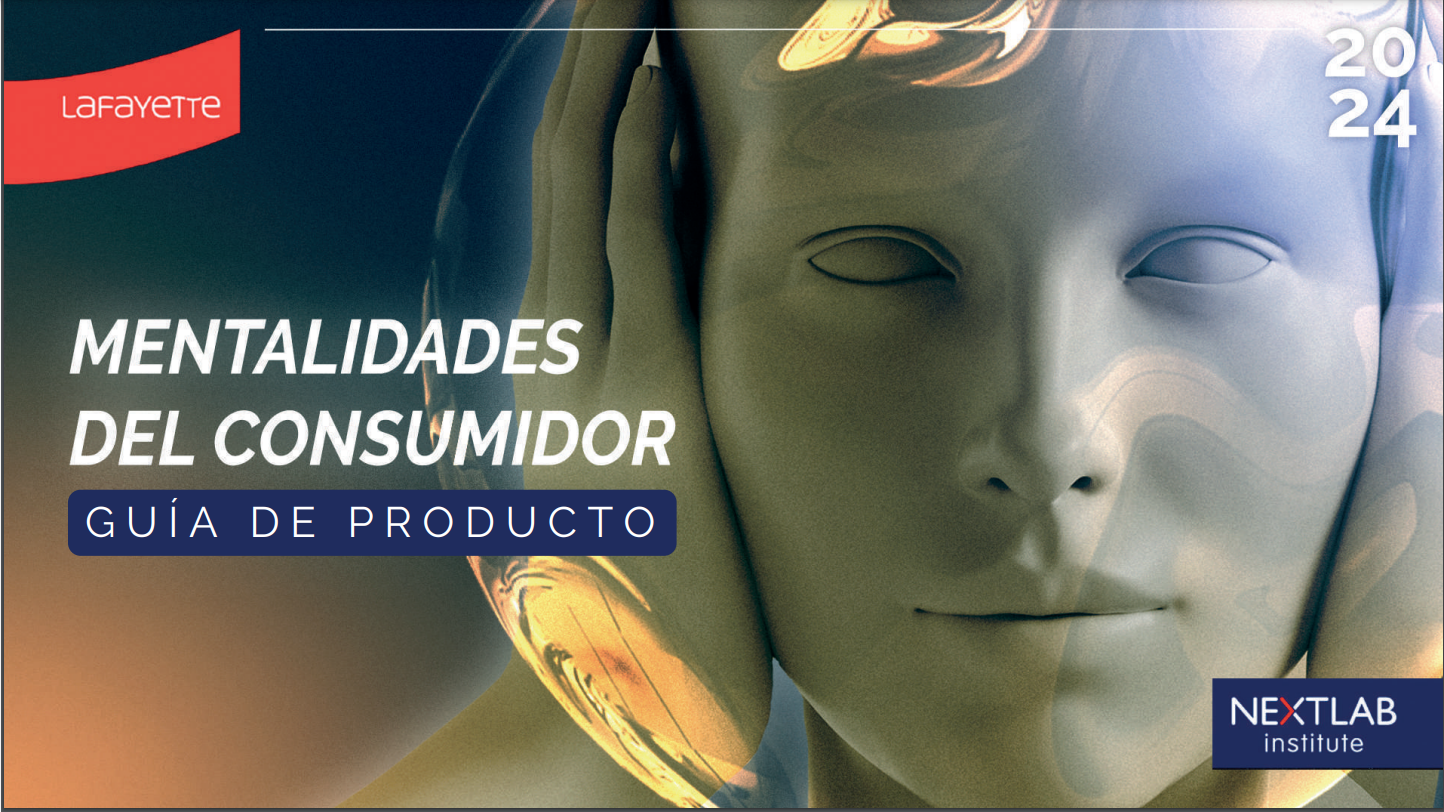 LaFaYeTTe
20
24
MENTALIDADES
DEL CONSUMIDOR
GUÍA DE PRODUCTO
NEXTLAB
institute